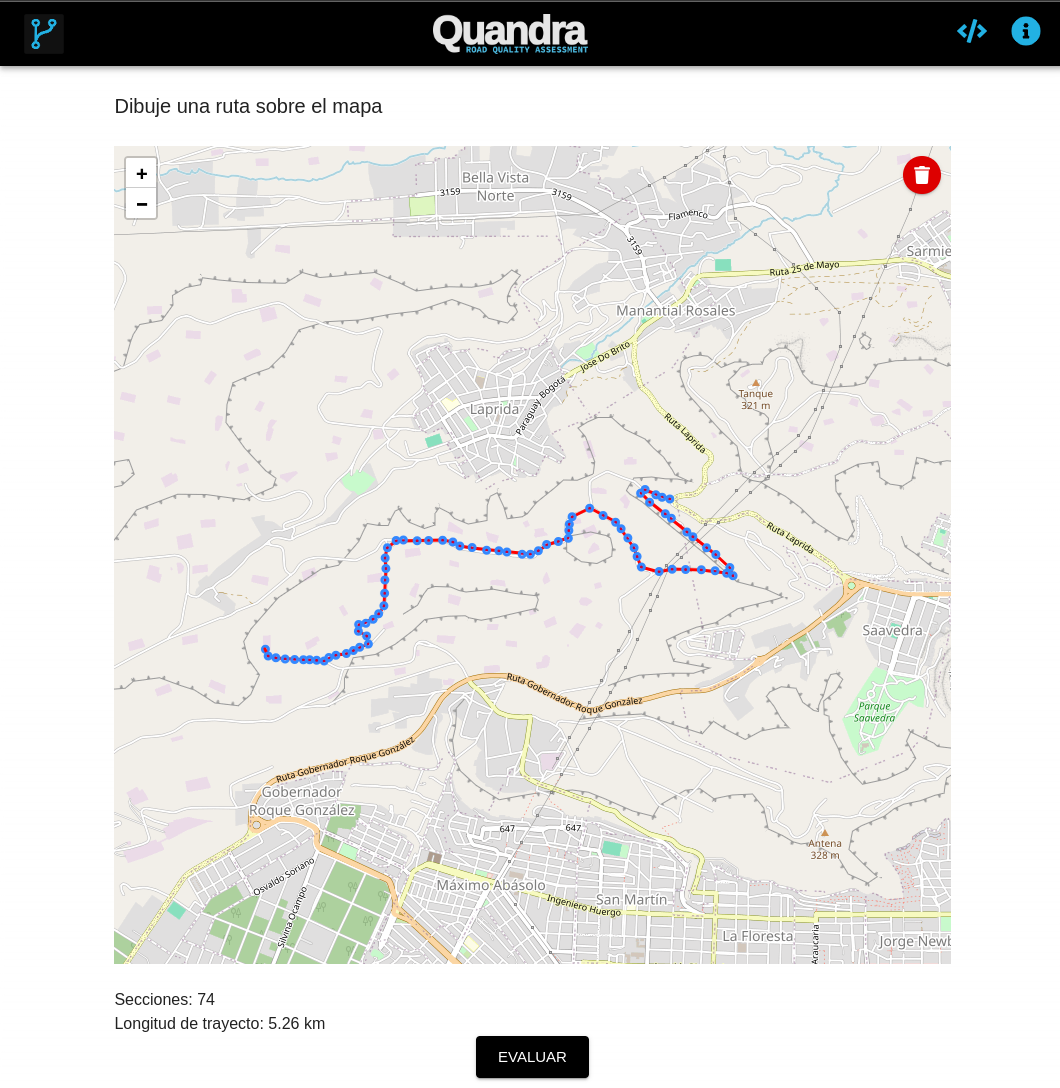 Quandra
ROAD QUALITY ASSESSMENT
Dibuje una ruta sobre el mapa
+
−
Bella Vista
Norte
3159
3159
Flamenco
3159
Sarmie
Ruta 25 de Mayo
Manantial Rosales
Jose Do Brito
Tanque
321 m
Paraguay Bogotá
Laprida
Ruta Laprida
Ruta Laprida
Saavedra
Ruta Gobernador Roque González
Parque
Saavedra
Ruta Gobernador Roque González
Gobernador
Roque González
647
647
Antena
328 m
Osvaldo Soriano
Máximo Abásolo
San Martín
Silvina Ocampo
Ingeniero Huergo
La Floresta
Araucaria
Jorge Newb
Secciones: 74
Longitud de trayecto: 5.26 km
EVALUAR